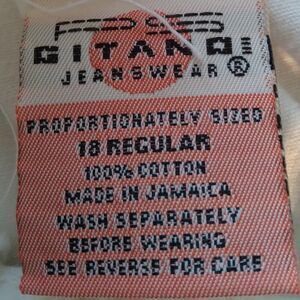 PS
GITANO
JEANSWEAR®
PROPORTIONATELY SIZED
18 REGULAR
100% COTTON
MADE IN JAMAICA
WASH SEPARATELY
BEFORE WEARING
SEE REVERSE FOR CARE